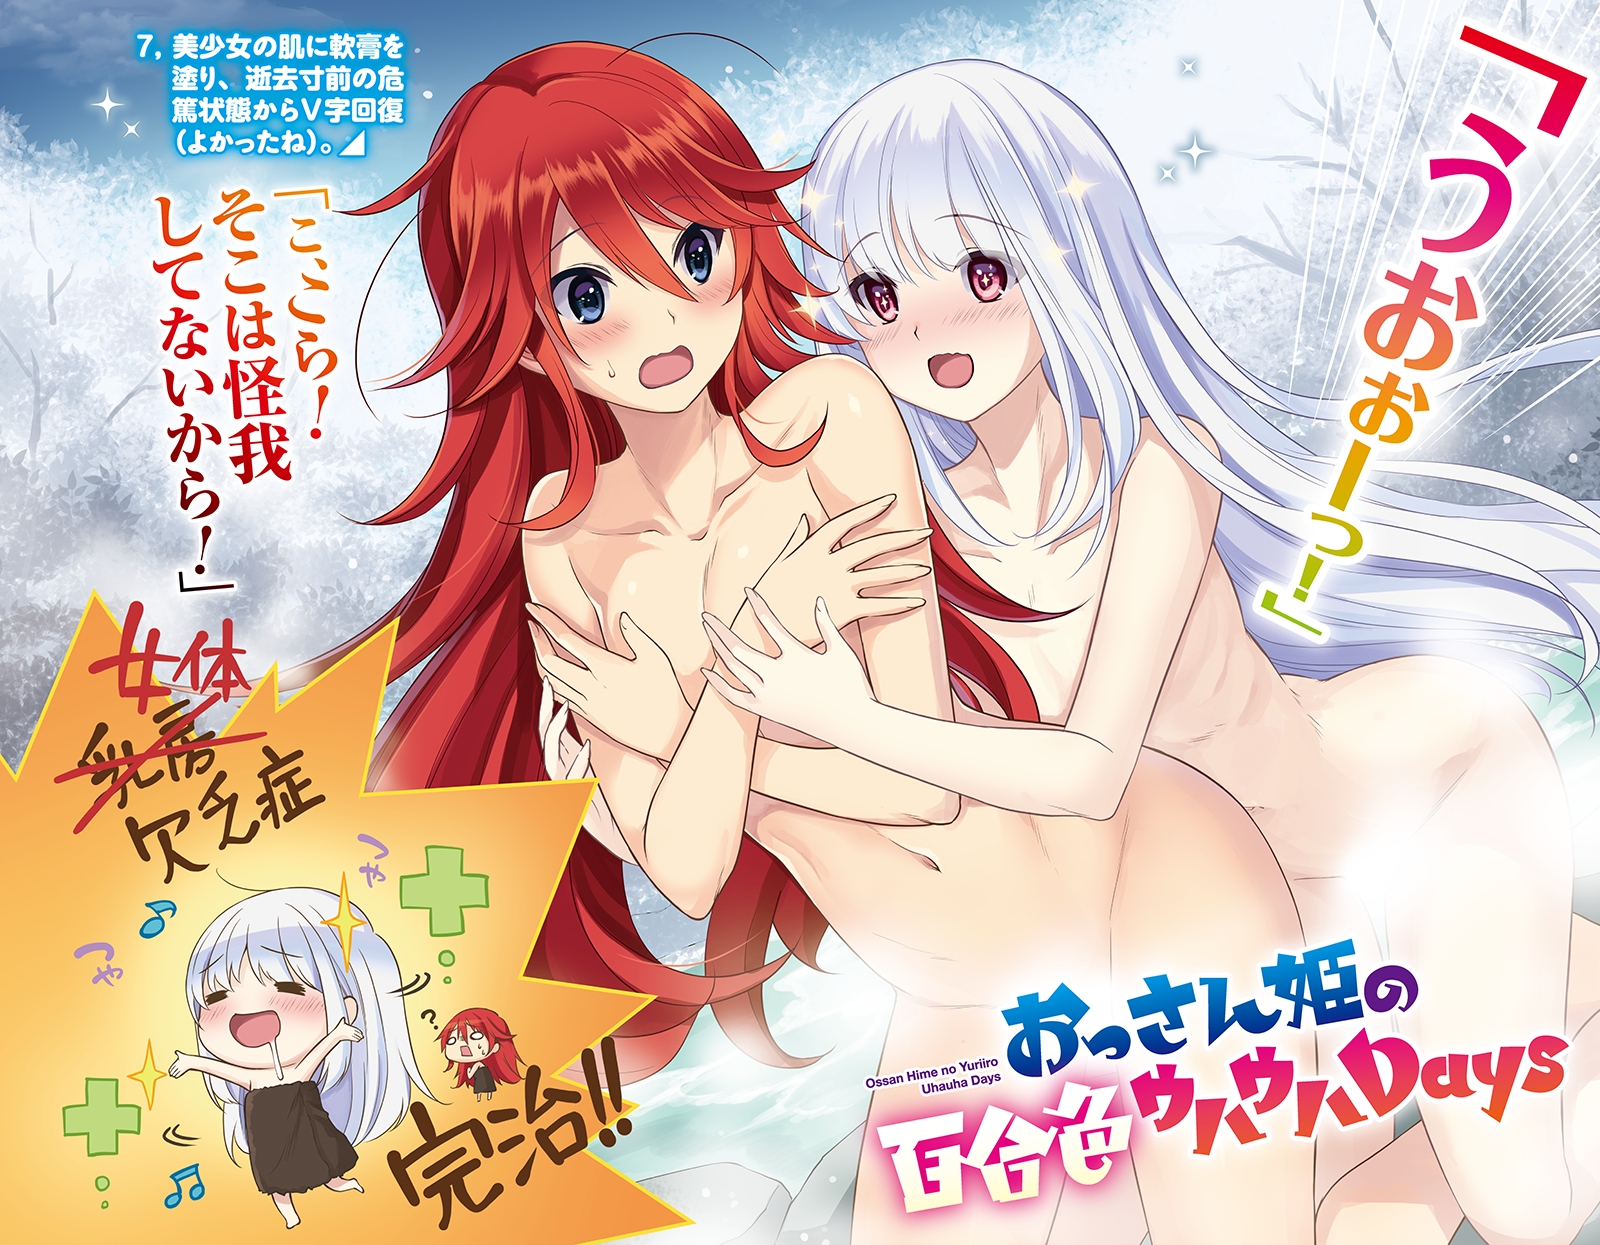 7, 美少女の肌に軟膏を
塗り、逝去寸前の危
篤状態からV字回復
(よかったね)。
「こ、こら!
そこは怪我
してないから!」
「うおぉーっ!」
女体
乳房
欠乏症
つや
つや
?
完治!!
おっさん姫の
Ossan Hime no Yuriiro
Uhauha Days
百合色ウハウハDays